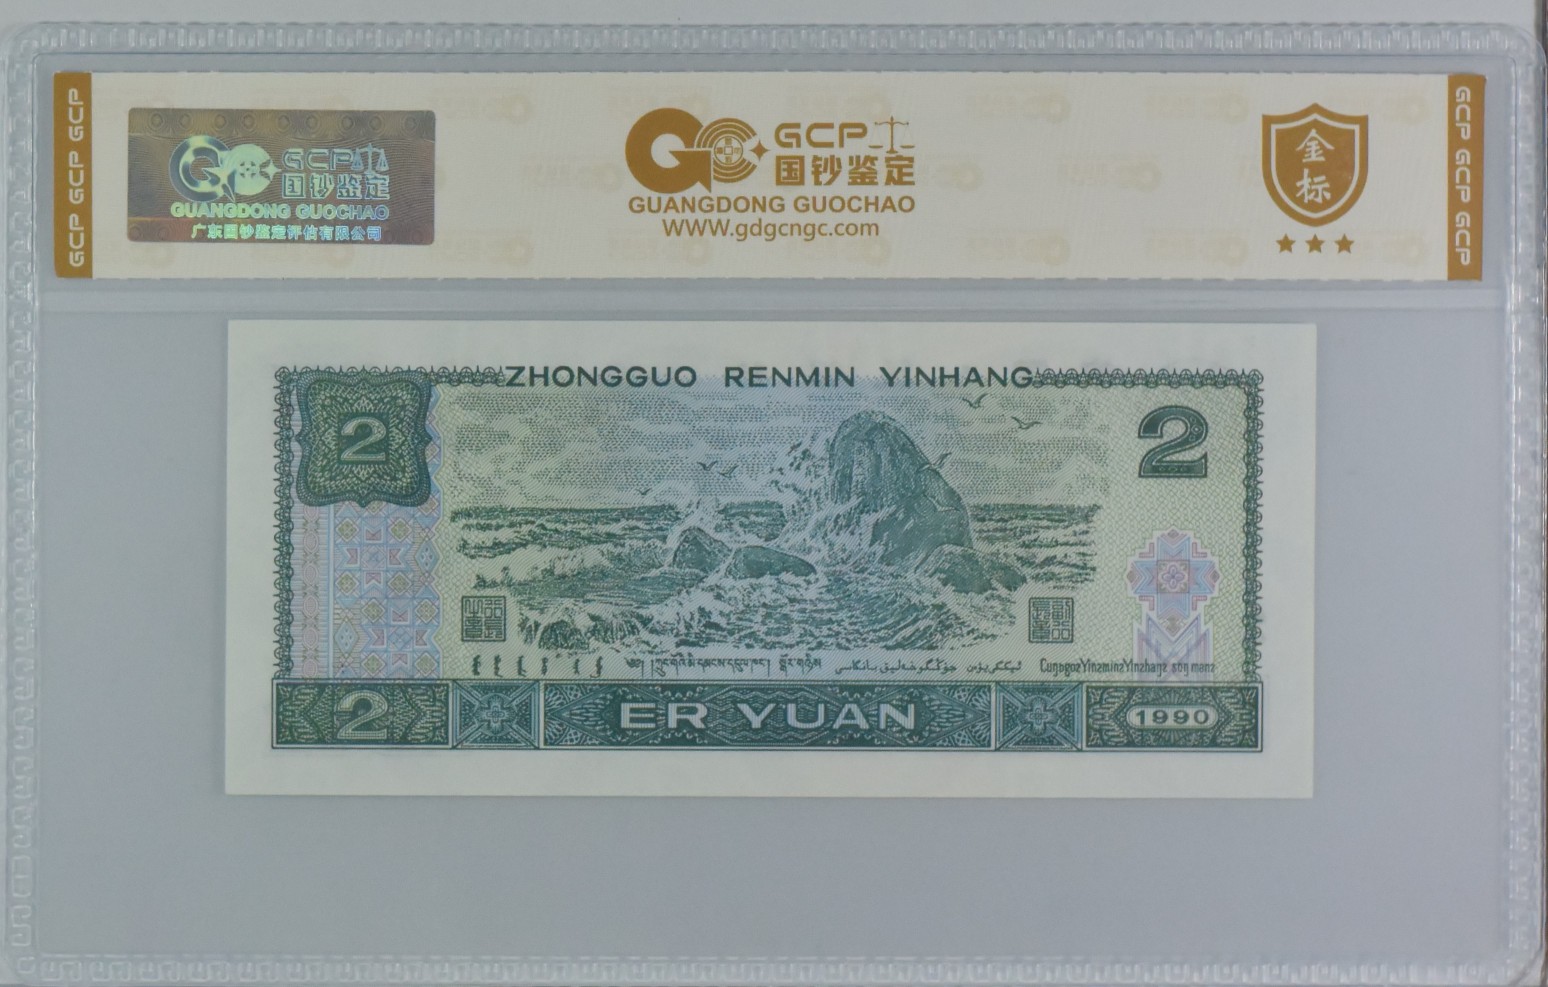 GCP GCP GCP
GCP 国钞鉴定
GUANGDONG GUOCHAO
广东国钞鉴定评估有限公司
GCP
国钞鉴定
GUANGDONG GUOCHAO
WWW.gdgcngc.com
金标
★★★
GCP GCP GCP
ZHONGGUO RENMIN YINHANG
2
2
Cunƨgoƨ Yinzminz Yinzhangz song manz
2
ER YUAN
1990